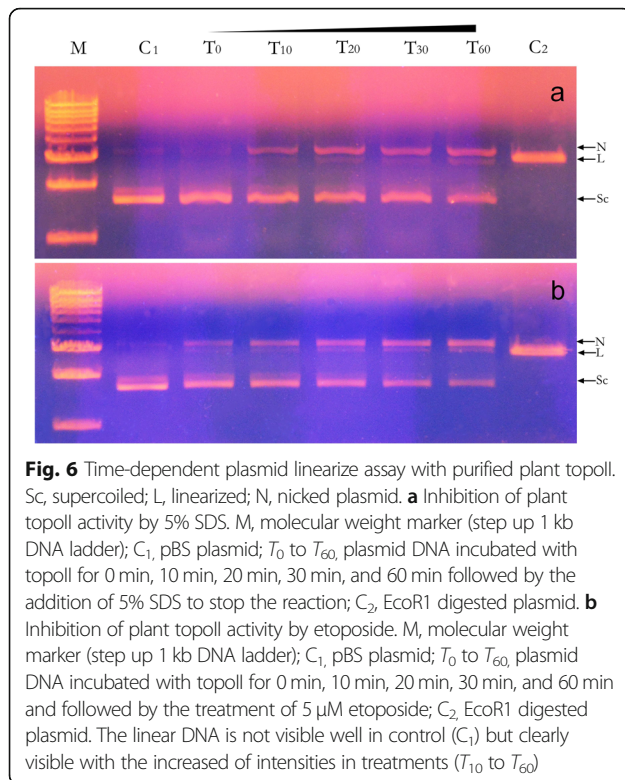 M C1 T0 T10 T20 T30 T60 C2
a
N
L
Sc
b
N
L
Sc
Fig. 6 Time-dependent plasmid linearize assay with purified plant topoII.
Sc, supercoiled; L, linearized; N, nicked plasmid. a Inhibition of plant
topoII activity by 5% SDS. M, molecular weight marker (step up 1 kb
DNA ladder); C1, pBS plasmid; T0 to T60, plasmid DNA incubated with
topoII for 0 min, 10 min, 20 min, 30 min, and 60 min followed by the
addition of 5% SDS to stop the reaction; C2, EcoR1 digested plasmid. b
Inhibition of plant topoII activity by etoposide. M, molecular weight
marker (step up 1 kb DNA ladder); C1, pBS plasmid; T0 to T60, plasmid
DNA incubated with topoII for 0 min, 10 min, 20 min, 30 min, and 60 min
and followed by the treatment of 5 μM etoposide; C2, EcoR1 digested
plasmid. The linear DNA is not visible well in control (C1) but clearly
visible with the increased of intensities in treatments (T10 to T60)